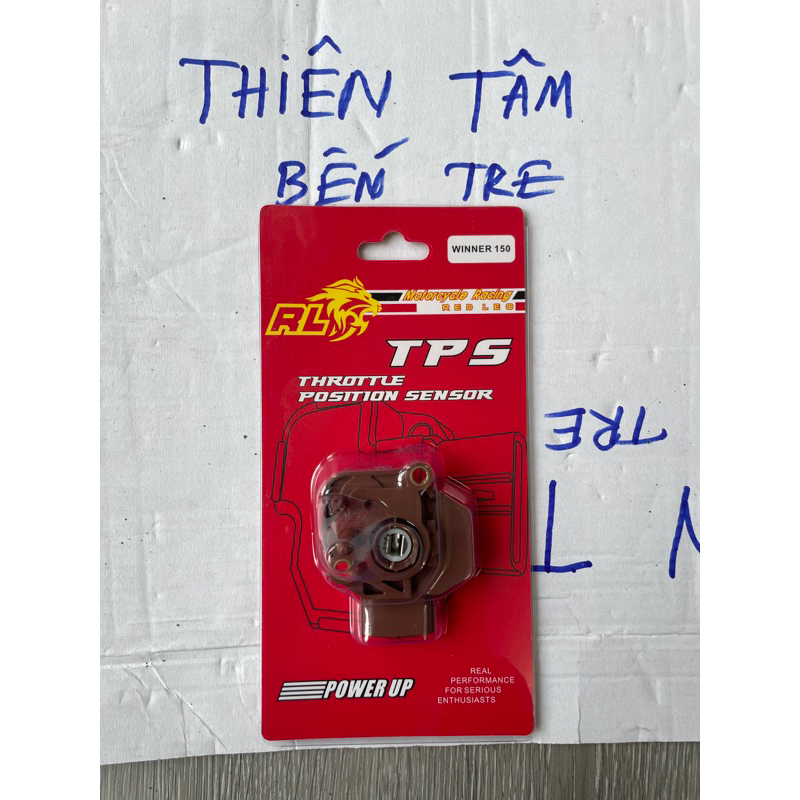 THIÊN TÂM
BẾN TRE
WINNER 150
RL
Motorcycle Racing
RED LEO
TPS
THROTTLE
POSITION SENSOR
TRE
N T
POWER UP
REAL
PERFORMANCE
FOR SERIOUS
ENTHUSIASTS